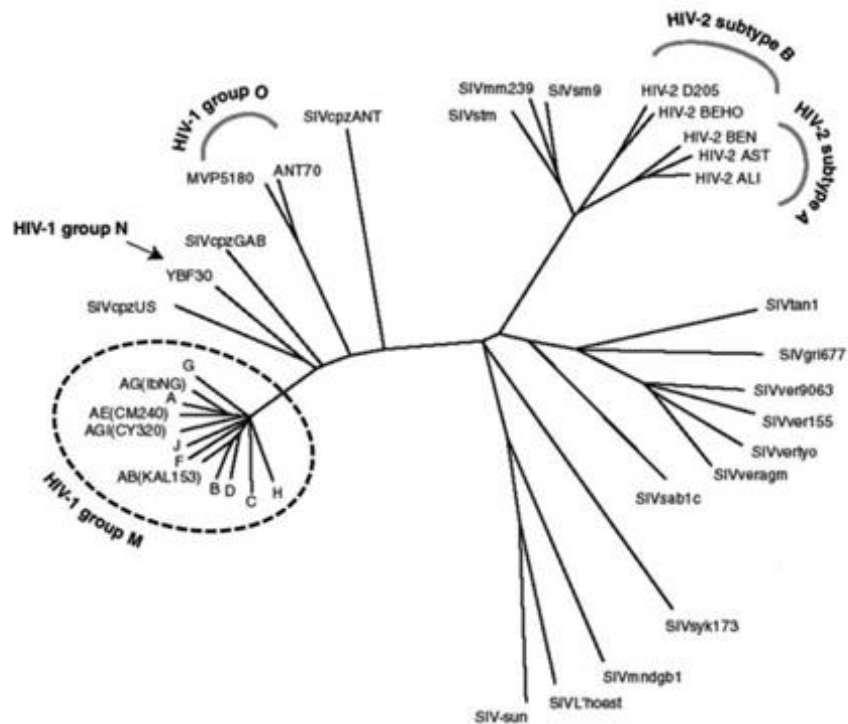 HIV-2 subtype B
HIV-1 group O
SIVmm239
SIVsm9
HIV-2 D205
SIVcpzANT
SIVstm
HIV-2 BEHO
HIV-2 subtype A
HIV-2 BEN
HIV-2 AST
HIV-2 ALI
MVP5180
ANT70
HIV-1 group N
SIVcpzGAB
YBF30
SIVcpzUS
SIVtan1
SIVgri677
G
AG(IbNG)
A
AE(CM240)
AGI(CY320)
J
F
AB(KAL153)
B
D
C
H
HIV-1 group M
SIVver9063
SIVver155
SIVvertyo
SIVveragm
SIVsab1c
SIVsyk173
SIVmndgb1
SIVL'hoest
SIV-sun